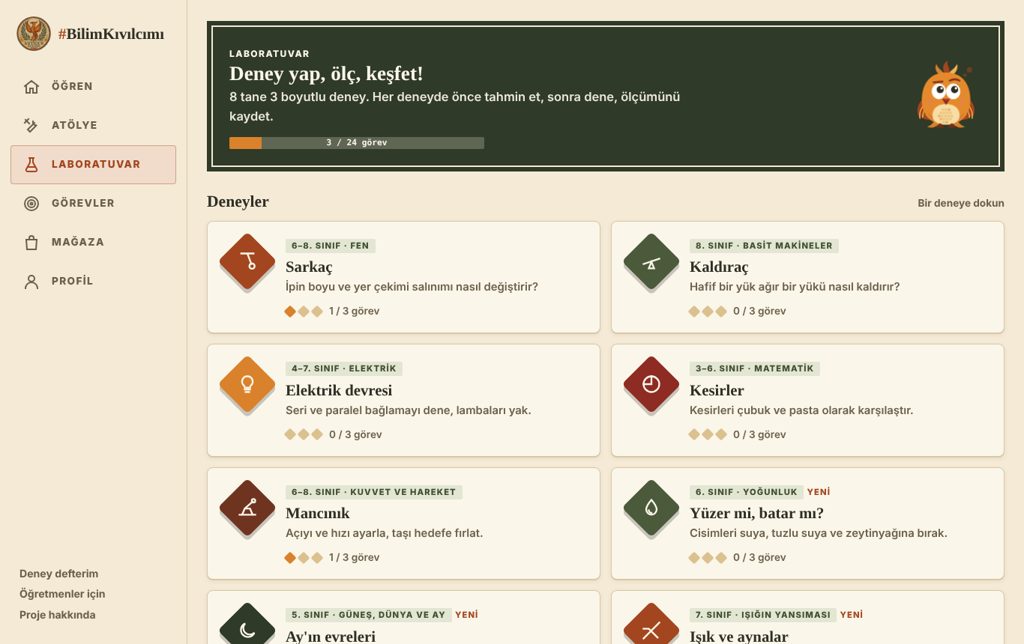 #BilimKıvılcımı
ÖĞREN
ATÖLYE
LABORATUVAR
GÖREVLER
MAĞAZA
PROFİL
Deney defterim
Öğretmenler için
Proje hakkında
LABORATUVAR
Deney yap, ölç, keşfet!
8 tane 3 boyutlu deney. Her deneyde önce tahmin et, sonra dene, ölçümünü
kaydet.
3 / 24 görev
Deneyler
Bir deneye dokun
6–8. SINIF · FEN
Sarkaç
İpin boyu ve yer çekimi salınımı nasıl değiştirir?
1 / 3 görev
8. SINIF · BASİT MAKİNELER
Kaldıraç
Hafif bir yük ağır bir yükü nasıl kaldırır?
0 / 3 görev
4–7. SINIF · ELEKTRİK
Elektrik devresi
Seri ve paralel bağlamayı dene, lambaları yak.
0 / 3 görev
3–6. SINIF · MATEMATİK
Kesirler
Kesirleri çubuk ve pasta olarak karşılaştır.
0 / 3 görev
6–8. SINIF · KUVVET VE HAREKET
Mancınık
Açıyı ve hızı ayarla, taşı hedefe fırlat.
1 / 3 görev
6. SINIF · YOĞUNLUK YENİ
Yüzer mi, batar mı?
Cisimleri suya, tuzlu suya ve zeytinyağına bırak.
0 / 3 görev
5. SINIF · GÜNEŞ, DÜNYA VE AY YENİ
Ay'ın evreleri
7. SINIF · IŞIĞIN YANSIMASI YENİ
Işık ve aynalar